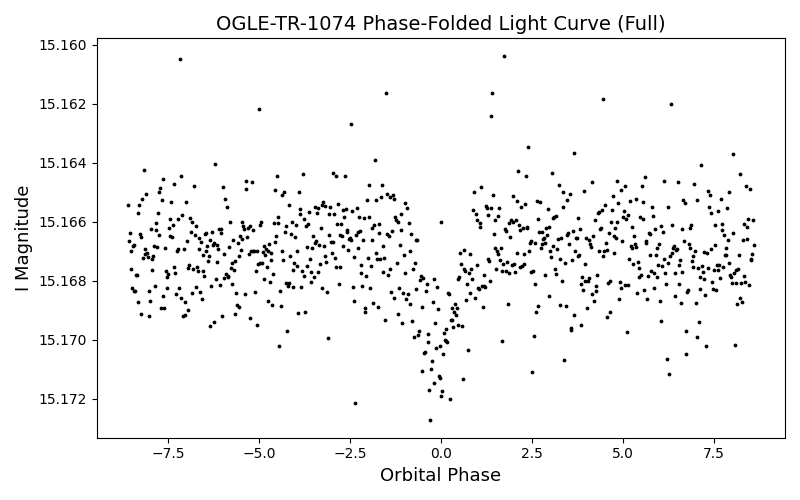 OGLE-TR-1074 Phase-Folded Light Curve (Full)
15.160
15.162
15.164
15.166
15.168
15.170
15.172
I Magnitude
−7.5 −5.0 −2.5 0.0 2.5 5.0 7.5
Orbital Phase